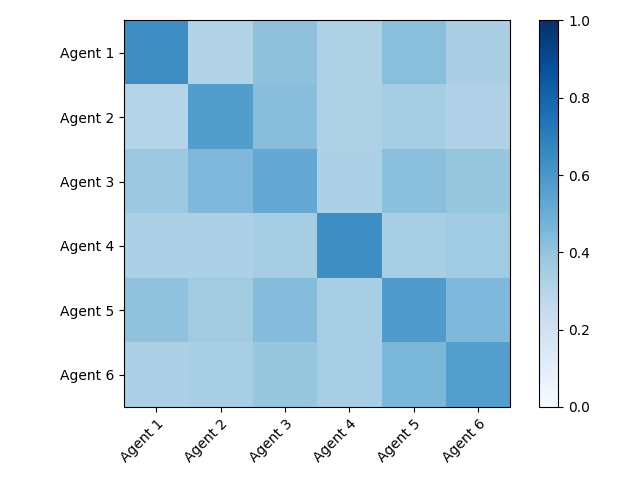 Agent 1
Agent 2
Agent 3
Agent 4
Agent 5
Agent 6
Agent 1
Agent 2
Agent 3
Agent 4
Agent 5
Agent 6
1.0
0.8
0.6
0.4
0.2
0.0